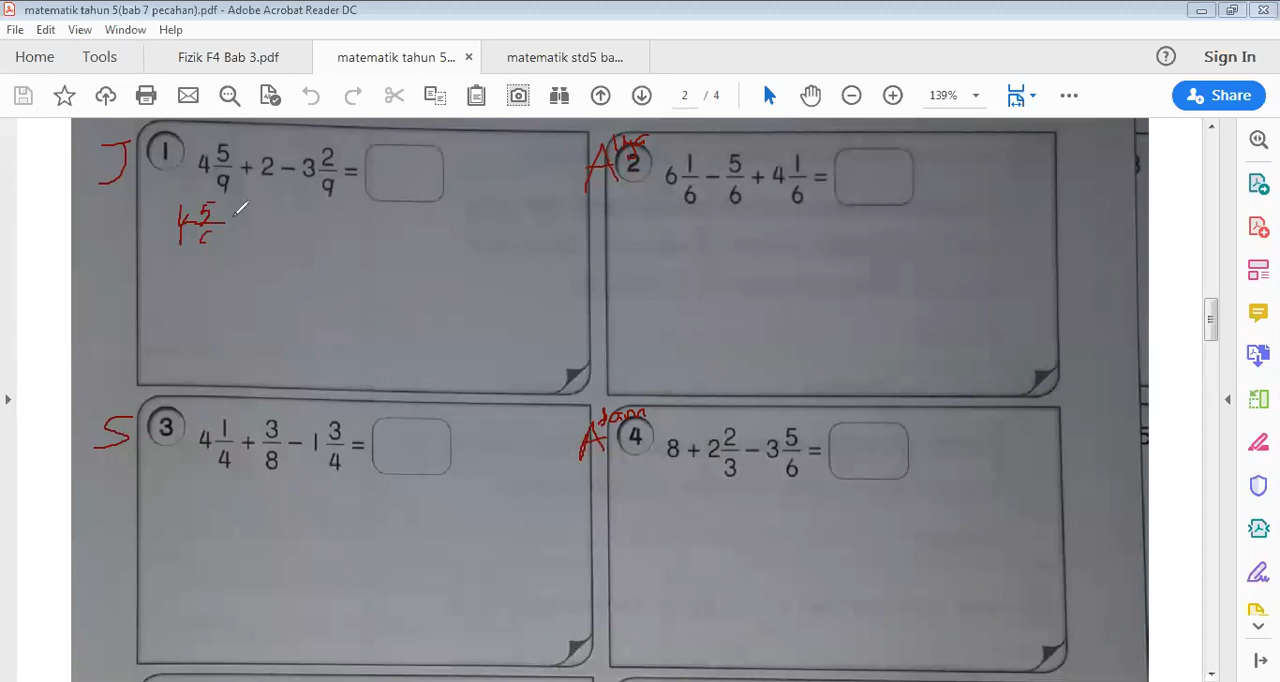 matematik tahun 5(bab 7 pecahan).pdf - Adobe Acrobat Reader DC
File Edit View Window Help
Home Tools Fizik F4 Bab 3.pdf matematik tahun 5... × matematik std5 ba... ? Sign In
2 / 4 139% Share
J 1 4 5/9 + 2 − 3 2/9 =
4 5/
2 6 1/6 − 5/6 + 4 1/6 =
S 3 4 1/4 + 3/8 − 1 3/4 =
4 8 + 2 2/3 − 3 5/6 =